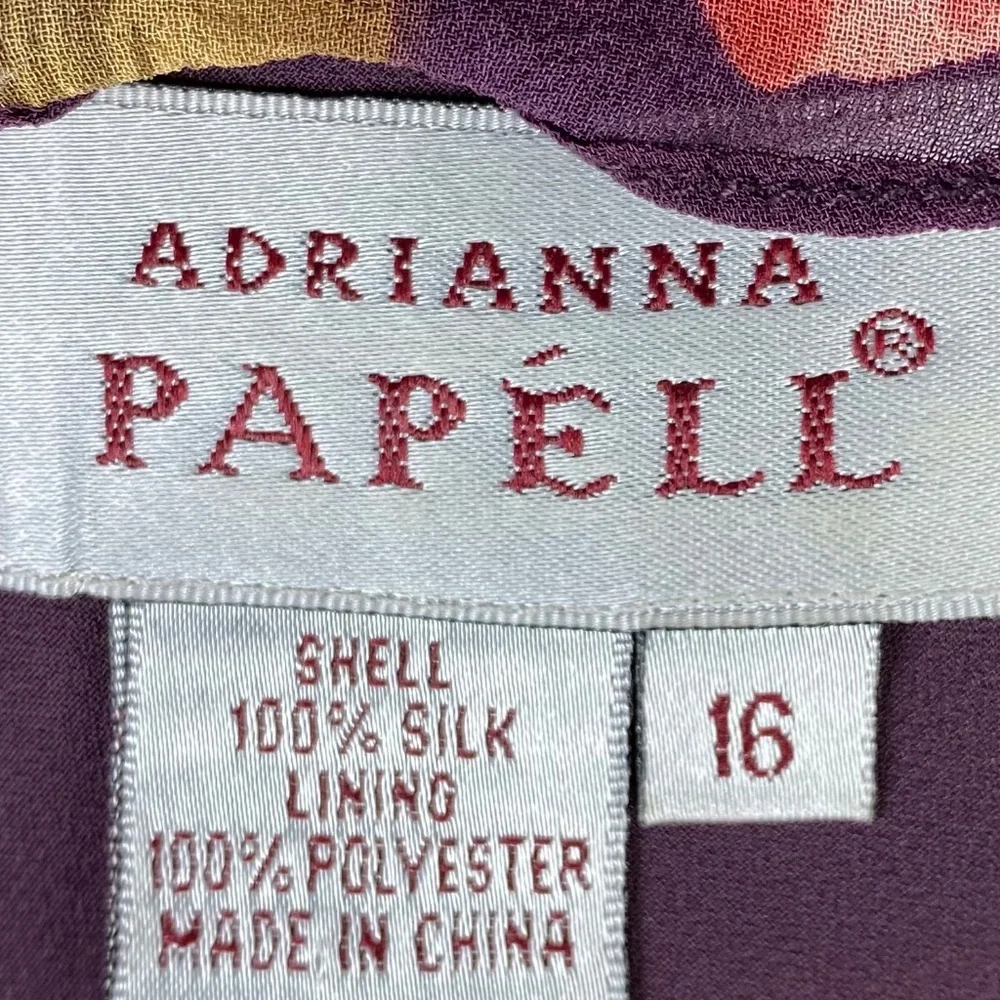 ADRIANNA
PAPÉLL®
SHELL
100% SILK
LINING
100% POLYESTER
MADE IN CHINA
16